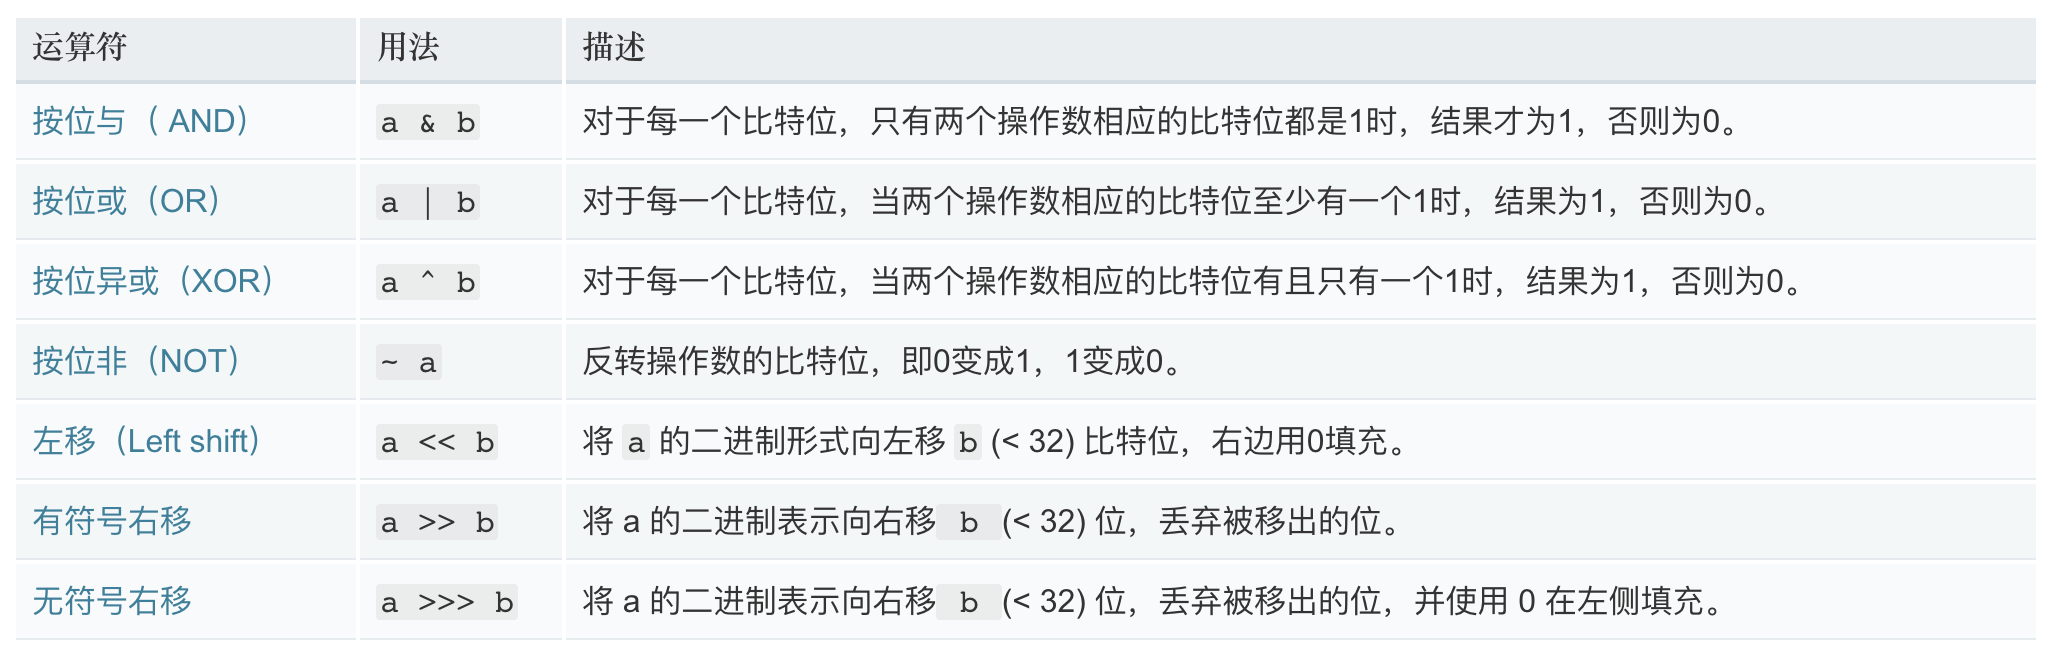 运算符 用法 描述
按位与（ AND） a & b 对于每一个比特位，只有两个操作数相应的比特位都是1时，结果才为1，否则为0。
按位或（OR） a | b 对于每一个比特位，当两个操作数相应的比特位至少有一个1时，结果为1，否则为0。
按位异或（XOR） a ^ b 对于每一个比特位，当两个操作数相应的比特位有且只有一个1时，结果为1，否则为0。
按位非（NOT） ~ a 反转操作数的比特位，即0变成1，1变成0。
左移（Left shift） a << b 将 a 的二进制形式向左移 b (< 32) 比特位，右边用0填充。
有符号右移 a >> b 将 a 的二进制表示向右移 b (< 32) 位，丢弃被移出的位。
无符号右移 a >>> b 将 a 的二进制表示向右移 b (< 32) 位，丢弃被移出的位，并使用 0 在左侧填充。